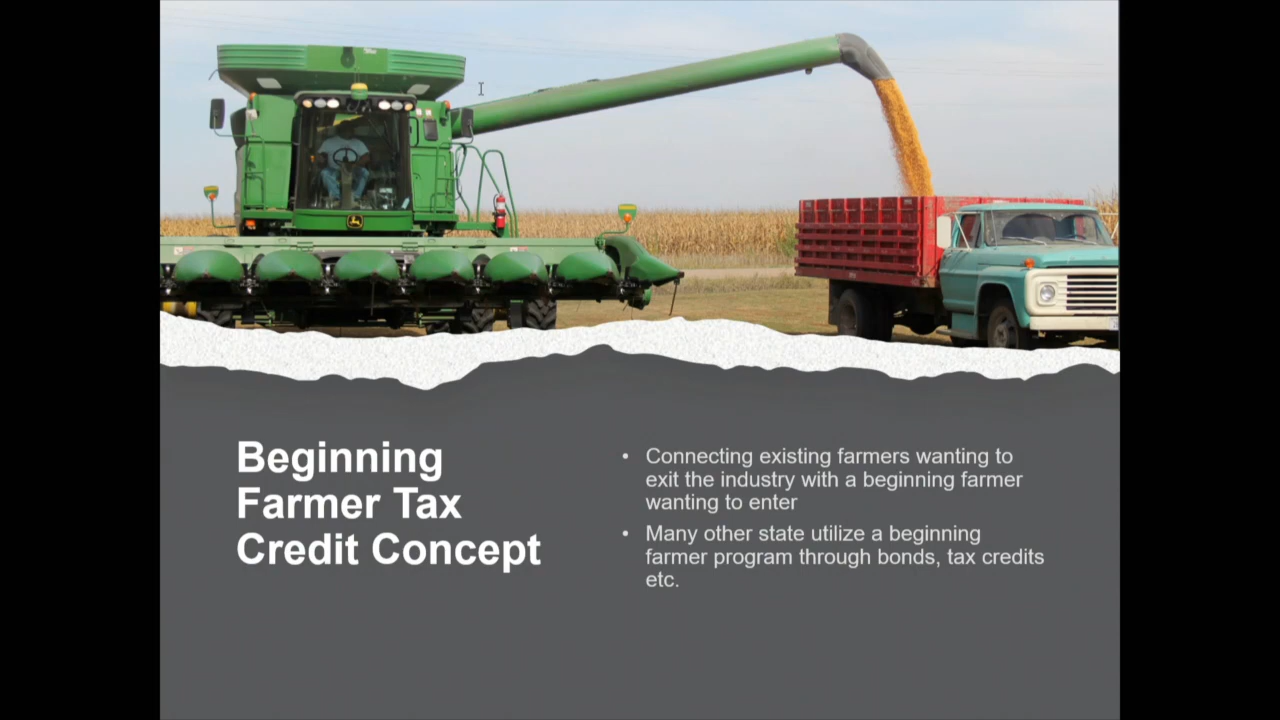 Beginning
Farmer Tax
Credit Concept
• Connecting existing farmers wanting to
exit the industry with a beginning farmer
wanting to enter
• Many other state utilize a beginning
farmer program through bonds, tax credits
etc.